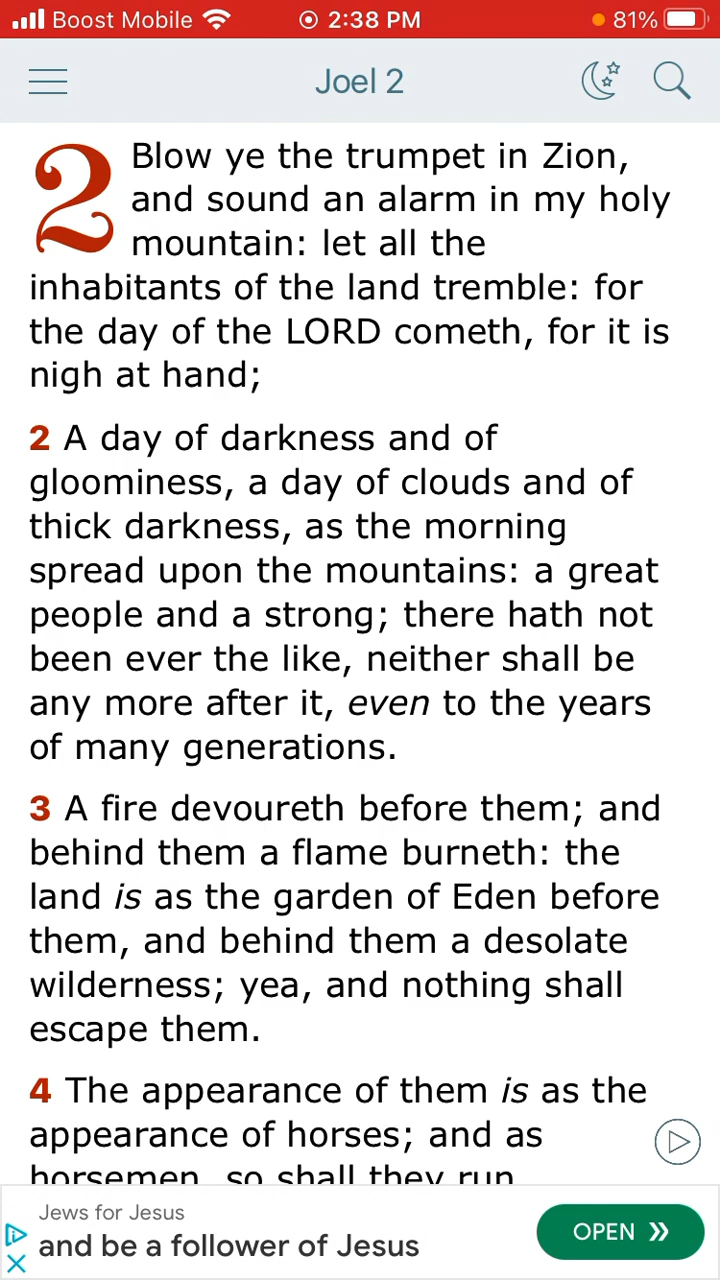 Boost Mobile 2:38 PM 81%
Joel 2
2 Blow ye the trumpet in Zion,
and sound an alarm in my holy
mountain: let all the
inhabitants of the land tremble: for
the day of the LORD cometh, for it is
nigh at hand;
2 A day of darkness and of
gloominess, a day of clouds and of
thick darkness, as the morning
spread upon the mountains: a great
people and a strong; there hath not
been ever the like, neither shall be
any more after it, even to the years
of many generations.
3 A fire devoureth before them; and
behind them a flame burneth: the
land is as the garden of Eden before
them, and behind them a desolate
wilderness; yea, and nothing shall
escape them.
4 The appearance of them is as the
appearance of horses; and as
horsemen, so shall they run.
Jews for Jesus
and be a follower of Jesus
OPEN »